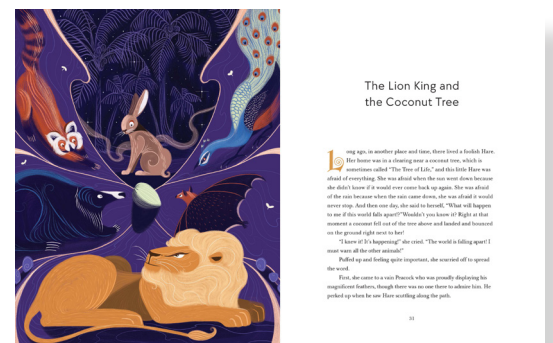 The Lion King and
the Coconut Tree
Long ago, in another place and time, there lived a foolish Hare.
Her home was in a clearing near a coconut tree, which is
sometimes called “The Tree of Life,” and this little Hare was
afraid of everything. She was afraid when the sun went down because
she didn’t know if it would ever come back up again. She was afraid
of the rain because when the rain came down, she was afraid it would
never stop. And then one day, she said to herself, “What will happen
to me if this world falls apart?” Wouldn’t you know it? Right at that
moment a coconut fell out of the tree above and landed and bounced
on the ground right next to her!
“I knew it! It’s happening!” she cried. “The world is falling apart! I
must warn all the other animals!”
Puffed up and feeling quite important, she scurried off to spread
the word.
First, she came to a vain Peacock who was proudly displaying his
magnificent feathers, though there was no one there to admire him. He
perked up when he saw Hare scuttling along the path.